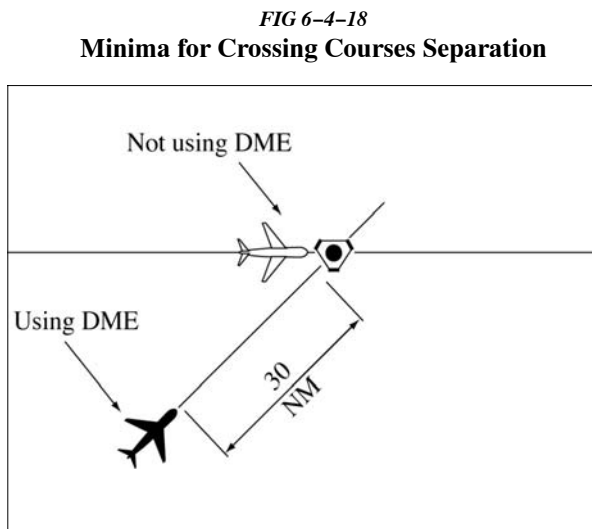 FIG 6−4−18
Minima for Crossing Courses Separation
Not using DME
Using DME
30
NM